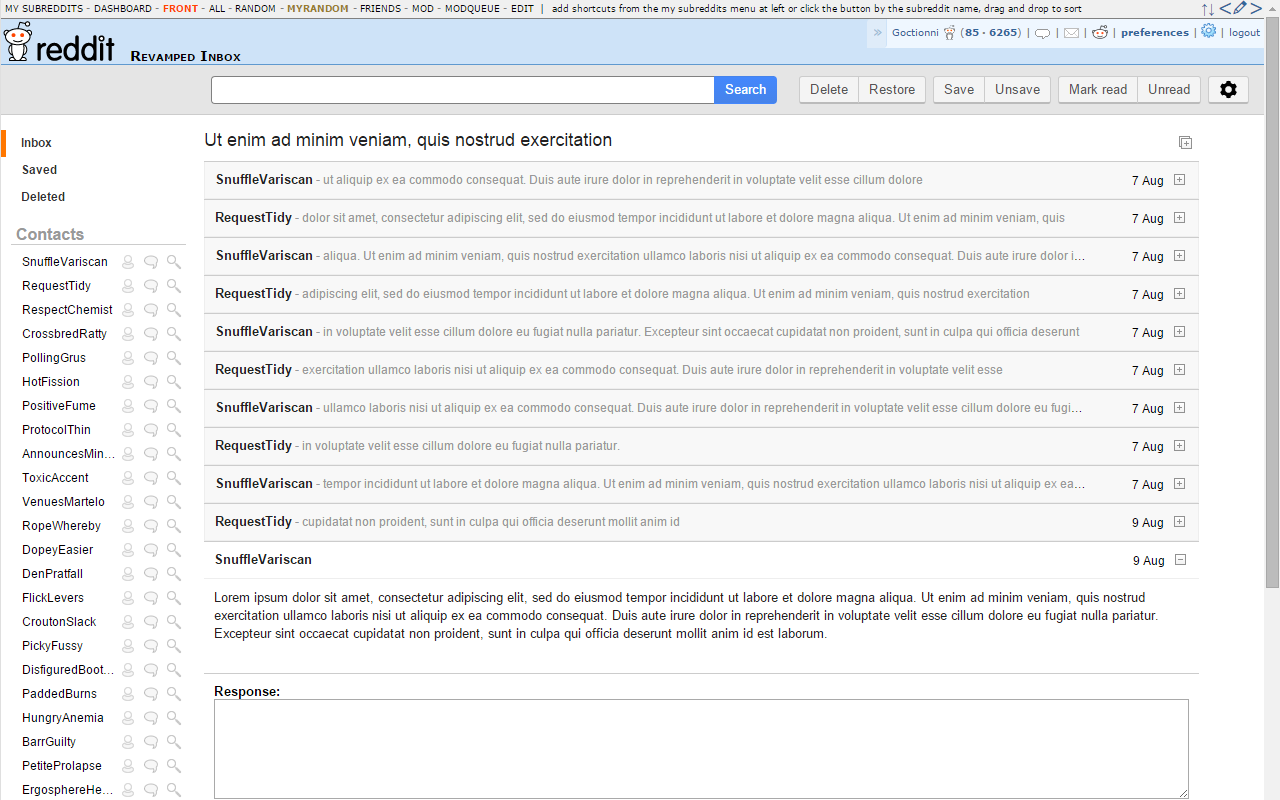 MY SUBREDDITS - DASHBOARD - FRONT - ALL - RANDOM - MYRANDOM - FRIENDS - MOD - MODQUEUE - EDIT | add shortcuts from the my subreddits menu at left or click the button by the subreddit name, drag and drop to sort
reddit REVAMPED INBOX
Goctionni (85 · 6265) | | | | preferences | | logout
Search Delete Restore Save Unsave Mark read Unread
Inbox
Saved
Deleted
Contacts
SnuffleVariscan
RequestTidy
RespectChemist
CrossbredRatty
PollingGrus
HotFission
PositiveFume
ProtocolThin
AnnouncesMin...
ToxicAccent
VenuesMartelo
RopeWhereby
DopeyEasier
DenPratfall
FlickLevers
CroutonSlack
PickyFussy
DisfiguredBoot...
PaddedBurns
HungryAnemia
BarrGuilty
PetiteProlapse
ErgosphereHe...
Ut enim ad minim veniam, quis nostrud exercitation
SnuffleVariscan - ut aliquip ex ea commodo consequat. Duis aute irure dolor in reprehenderit in voluptate velit esse cillum dolore 7 Aug
RequestTidy - dolor sit amet, consectetur adipiscing elit, sed do eiusmod tempor incididunt ut labore et dolore magna aliqua. Ut enim ad minim veniam, quis 7 Aug
SnuffleVariscan - aliqua. Ut enim ad minim veniam, quis nostrud exercitation ullamco laboris nisi ut aliquip ex ea commodo consequat. Duis aute irure dolor i... 7 Aug
RequestTidy - adipiscing elit, sed do eiusmod tempor incididunt ut labore et dolore magna aliqua. Ut enim ad minim veniam, quis nostrud exercitation 7 Aug
SnuffleVariscan - in voluptate velit esse cillum dolore eu fugiat nulla pariatur. Excepteur sint occaecat cupidatat non proident, sunt in culpa qui officia deserunt 7 Aug
RequestTidy - exercitation ullamco laboris nisi ut aliquip ex ea commodo consequat. Duis aute irure dolor in reprehenderit in voluptate velit esse 7 Aug
SnuffleVariscan - ullamco laboris nisi ut aliquip ex ea commodo consequat. Duis aute irure dolor in reprehenderit in voluptate velit esse cillum dolore eu fugi... 7 Aug
RequestTidy - in voluptate velit esse cillum dolore eu fugiat nulla pariatur. 7 Aug
SnuffleVariscan - tempor incididunt ut labore et dolore magna aliqua. Ut enim ad minim veniam, quis nostrud exercitation ullamco laboris nisi ut aliquip ex ea... 7 Aug
RequestTidy - cupidatat non proident, sunt in culpa qui officia deserunt mollit anim id 9 Aug
SnuffleVariscan 9 Aug
Lorem ipsum dolor sit amet, consectetur adipiscing elit, sed do eiusmod tempor incididunt ut labore et dolore magna aliqua. Ut enim ad minim veniam, quis nostrud
exercitation ullamco laboris nisi ut aliquip ex ea commodo consequat. Duis aute irure dolor in reprehenderit in voluptate velit esse cillum dolore eu fugiat nulla pariatur.
Excepteur sint occaecat cupidatat non proident, sunt in culpa qui officia deserunt mollit anim id est laborum.
Response: